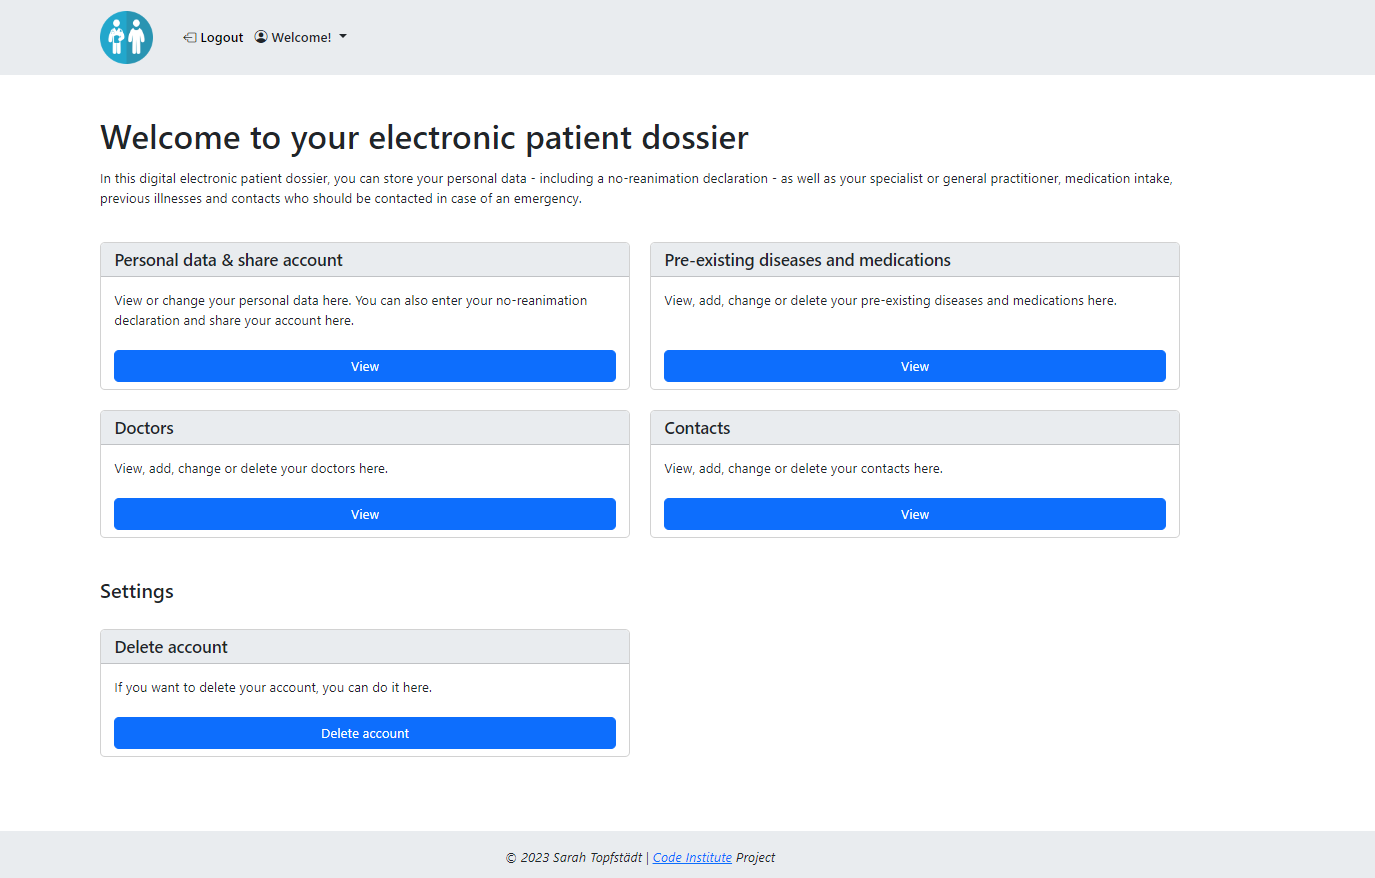 Logout Welcome!
Welcome to your electronic patient dossier
In this digital electronic patient dossier, you can store your personal data - including a no-reanimation declaration - as well as your specialist or general practitioner, medication intake,
previous illnesses and contacts who should be contacted in case of an emergency.
Personal data & share account
View or change your personal data here. You can also enter your no-reanimation
declaration and share your account here.
View
Pre-existing diseases and medications
View, add, change or delete your pre-existing diseases and medications here.
View
Doctors
View, add, change or delete your doctors here.
View
Contacts
View, add, change or delete your contacts here.
View
Settings
Delete account
If you want to delete your account, you can do it here.
Delete account
© 2023 Sarah Topfstädt | Code Institute Project